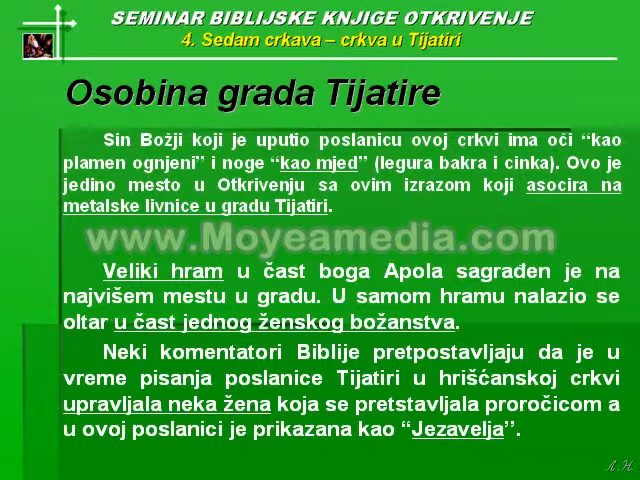 SEMINAR BIBLIJSKE KNJIGE OTKRIVENJE
4. Sedam crkava – crkva u Tijatiri
Osobina grada Tijatire
Sin Božji koji je uputio poslanicu ovoj crkvi ima oči “kao
plamen ognjeni” i noge “kao mjed” (legura bakra i cinka). Ovo je
jedino mesto u Otkrivenju sa ovim izrazom koji asocira na
metalske livnice u gradu Tijatiri.
www.Moyeamedia.com
Veliki hram u čast boga Apola sagrađen je na
najvišem mestu u gradu. U samom hramu nalazio se
oltar u čast jednog ženskog božanstva.
Neki komentatori Biblije pretpostavljaju da je u
vreme pisanja poslanice Tijatiri u hrišćanskoj crkvi
upravljala neka žena koja se pretstavljala proročicom a
u ovoj poslanici je prikazana kao “Jezavelja”.
Л.Н.